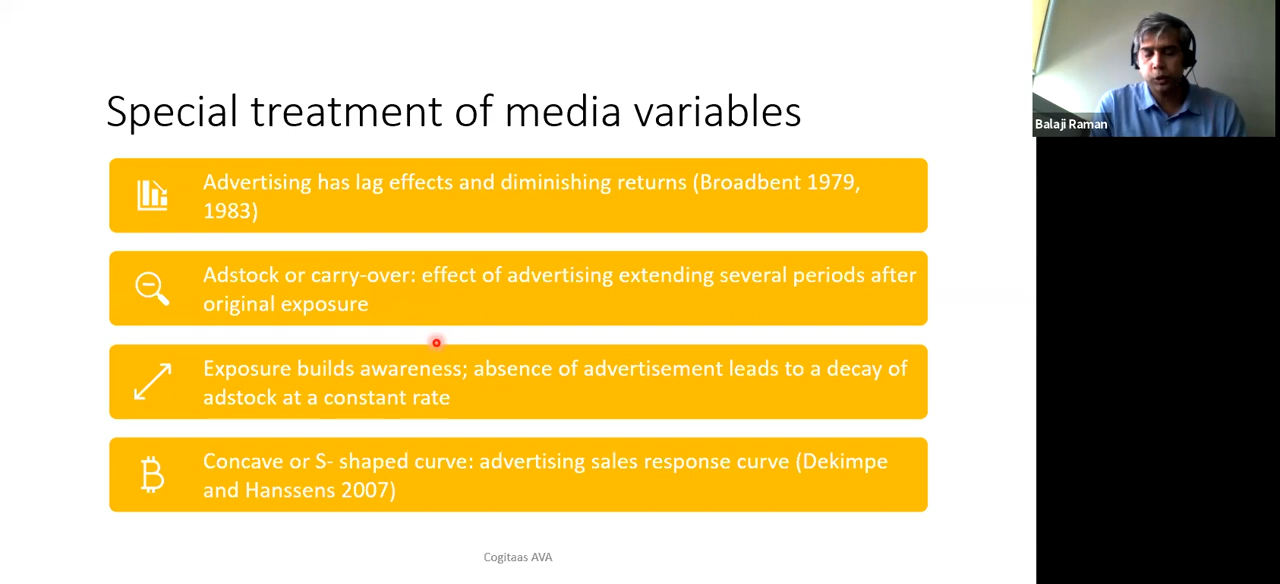 Special treatment of media variables
Advertising has lag effects and diminishing returns (Broadbent 1979,
1983)
Adstock or carry-over: effect of advertising extending several periods after
original exposure
Exposure builds awareness; absence of advertisement leads to a decay of
adstock at a constant rate
Concave or S- shaped curve: advertising sales response curve (Dekimpe
and Hanssens 2007)
Cogitaas AVA
Balaji Raman